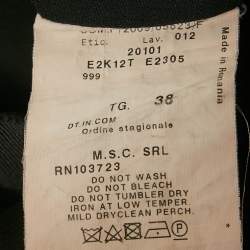 Etic. Lav. 012
20101
E2K12T E2305
999
Made in Romania
TG. 38
DT.IN.COM
Ordine stagionale
M.S.C. SRL
RN103723
DO NOT WASH
DO NOT BLEACH
DO NOT TUMBLER DRY
IRON AT LOW TEMPER.
MILD DRYCLEAN PERCH.